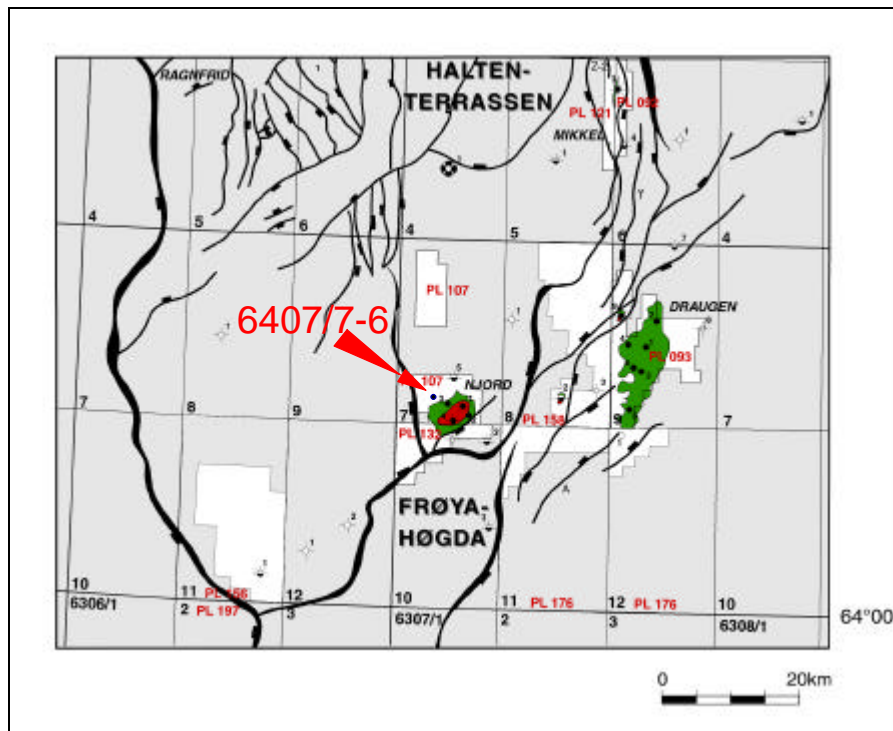 RAGNFRID
HALTEN-
TERRASSEN
PL 121
PL 092
MIKKEL
4
5
6
4
5
6
4
PL 107
DRAUGEN
6407/7-6
PL 093
107
NJORD
7
8
9
7
8
PL 158
9
7
PL 132
FRØYA-
HØGDA
10
11
PL 166
12
10
11
PL 176
12
PL 176
10
6306/1
2
PL 197
3
6307/1
2
3
6308/1
64°00
0
20km